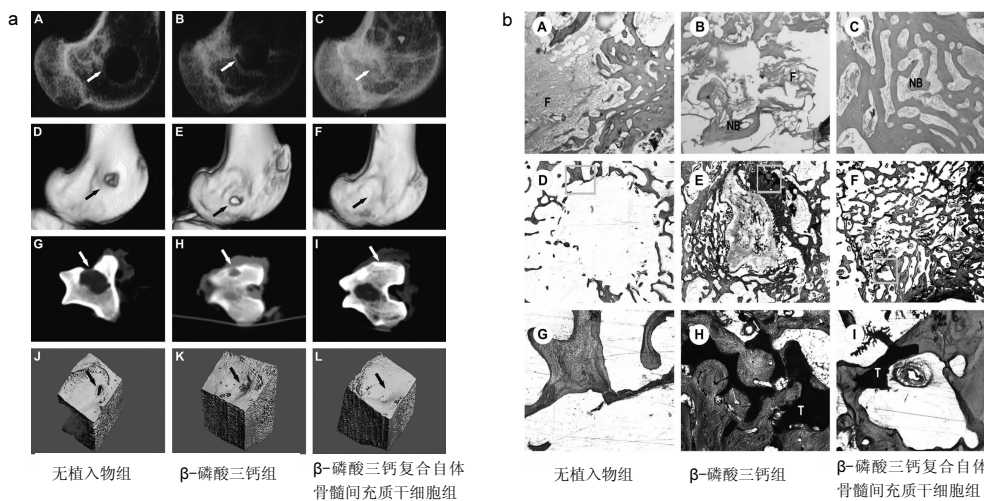 a
A B C
D E F
G H I
J K L
无植入物组 β-磷酸三钙组 β-磷酸三钙复合自体
骨髓间充质干细胞组
b
A B C
F NB F NB
D E F
G H I
T T
无植入物组 β-磷酸三钙组 β-磷酸三钙复合自体
骨髓间充质干细胞组